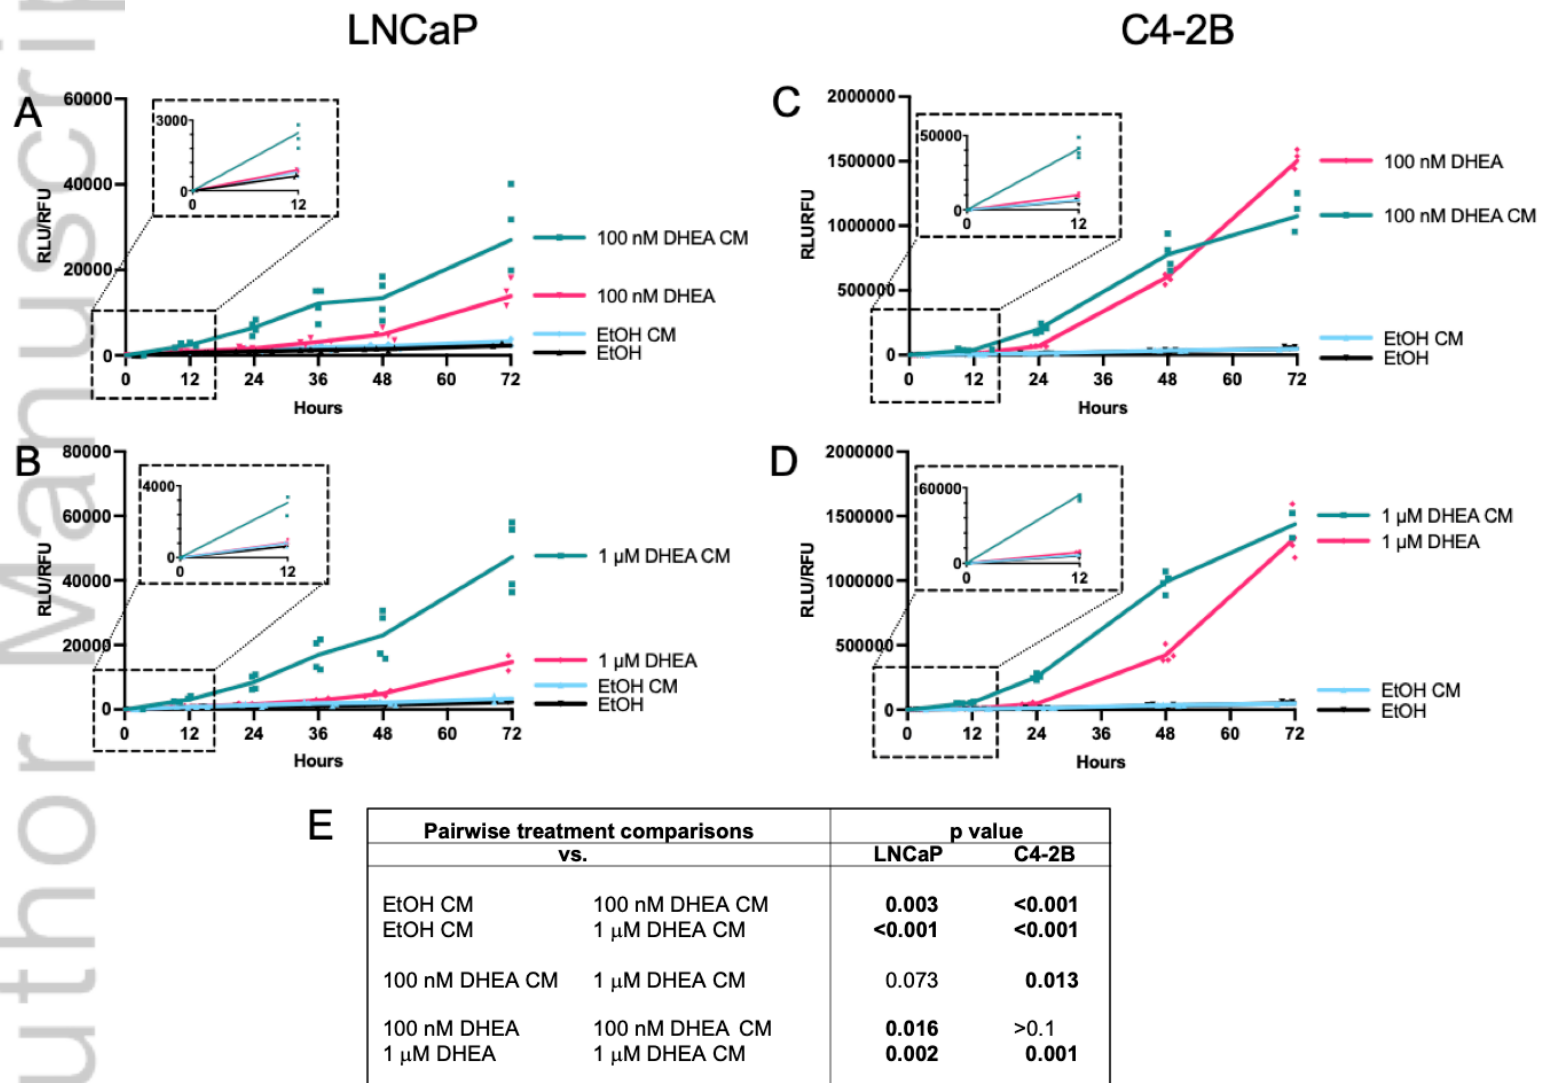 LNCaP
C4-2B
A
60000
40000
20000
0
RLU/RFU
3000
0
0 12
0 12 24 36 48 60 72
Hours
100 nM DHEA CM
100 nM DHEA
EtOH CM
EtOH
C
2000000
1500000
1000000
500000
0
RLURFU
50000
0
0 12
0 12 24 36 48 60 72
Hours
100 nM DHEA
100 nM DHEA CM
EtOH CM
EtOH
B
80000
60000
40000
20000
0
RLU/RFU
4000
0
0 12
0 12 24 36 48 60 72
Hours
1 µM DHEA CM
1 µM DHEA
EtOH CM
EtOH
D
2000000
1500000
1000000
500000
0
RLU/RFU
60000
0
0 12
0 12 24 36 48 60 72
Hours
1 µM DHEA CM
1 µM DHEA
EtOH CM
EtOH
E
Pairwise treatment comparisons p value
vs. LNCaP C4-2B
EtOH CM 100 nM DHEA CM 0.003 <0.001
EtOH CM 1 µM DHEA CM <0.001 <0.001
100 nM DHEA CM 1 µM DHEA CM 0.073 0.013
100 nM DHEA 100 nM DHEA CM 0.016 >0.1
1 µM DHEA 1 µM DHEA CM 0.002 0.001